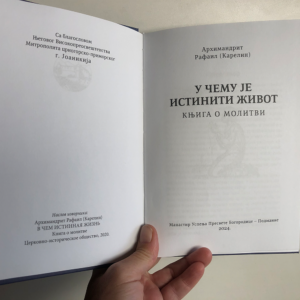 Са благословом
Његовог Високопреосвештенства
Митрополита црногорско-приморског
г. Јоаникија
Наслов изворника:
Архимандрит Рафаил (Карелин)
В ЧЕМ ИСТИННАЯ ЖИЗНЬ
Книга о молитве
Церковно-историческое общество, 2022
Архимандрит
Рафаил (Карелин)
У ЧЕМУ ЈЕ
ИСТИНИТИ ЖИВОТ
КЊИГА О МОЛИТВИ
Манастир Успења Пресвете Богородице -
2024.